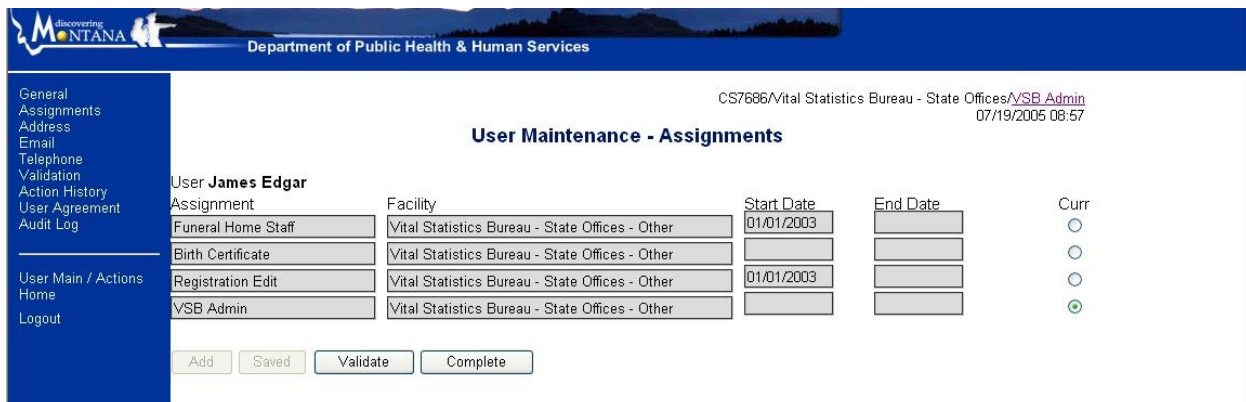 discovering
MONTANA
Department of Public Health & Human Services
General
Assignments
Address
Email
Telephone
Validation
Action History
User Agreement
Audit Log
User Main / Actions
Home
Logout
CS7686/Vital Statistics Bureau - State Offices/VSB Admin
07/19/2005 08:57
User Maintenance - Assignments
User James Edgar
Assignment Facility Start Date End Date Curr
Funeral Home Staff Vital Statistics Bureau - State Offices - Other 01/01/2003
Birth Certificate Vital Statistics Bureau - State Offices - Other
Registration Edit Vital Statistics Bureau - State Offices - Other 01/01/2003
VSB Admin Vital Statistics Bureau - State Offices - Other
Add Saved Validate Complete